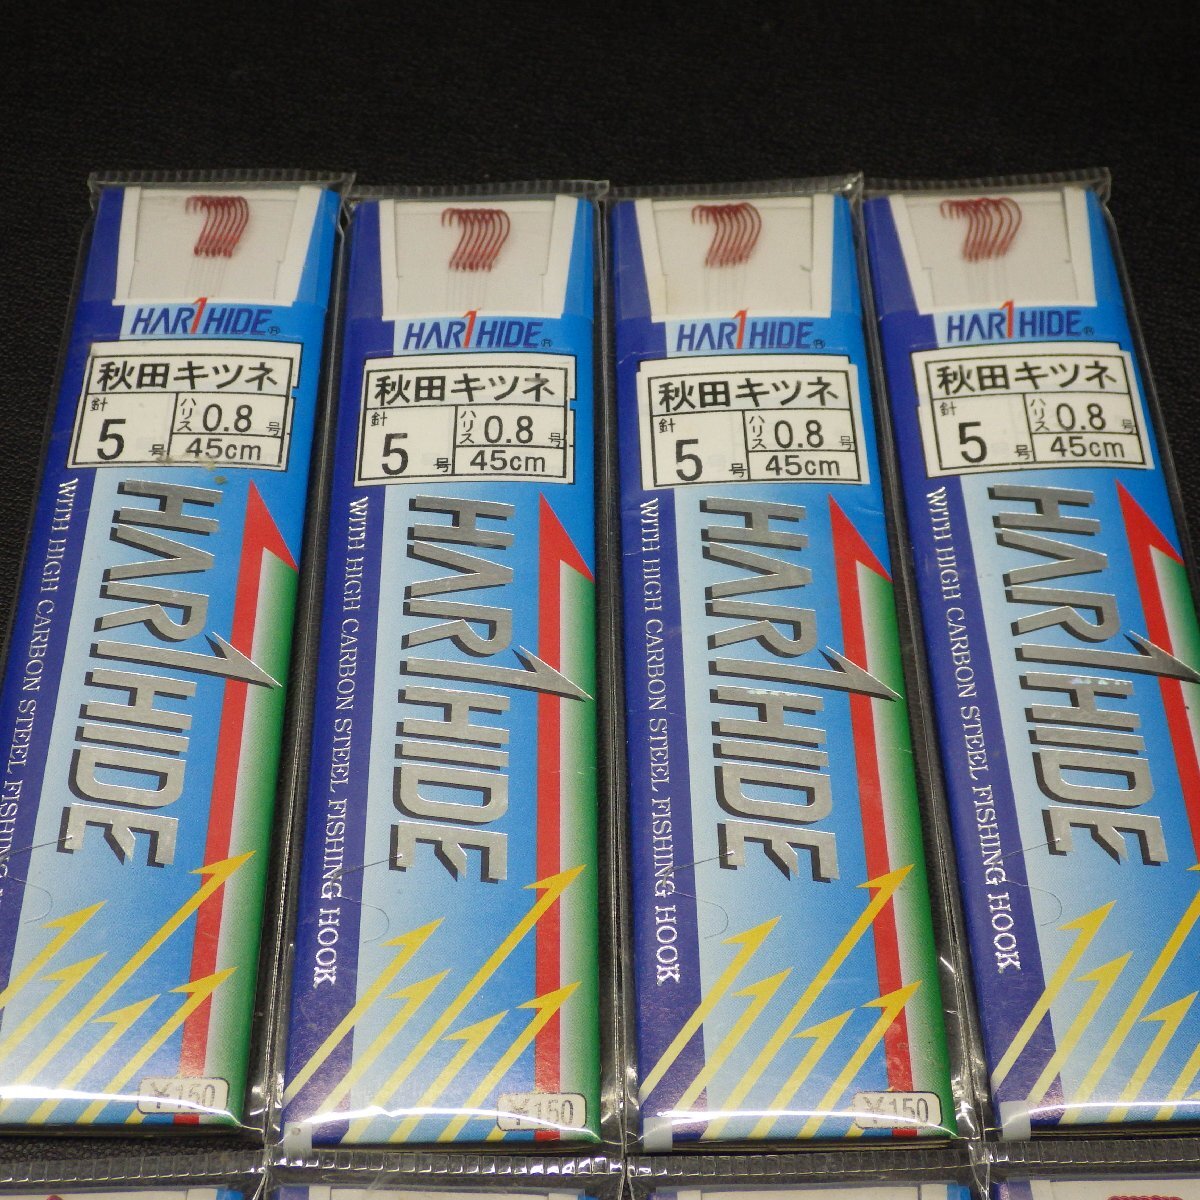 HAR1HIDE®
秋田キツネ
針 5 号
ハリス 0.8 号
45cm
HAR1HIDE
WITH HIGH CARBON STEEL FISHING
¥150
HAR1HIDE®
秋田キツネ
針 5 号
ハリス 0.8 号
45cm
HAR1HIDE
WITH HIGH CARBON STEEL FISHING HOOK
¥150
HAR1HIDE®
秋田キツネ
針 5 号
ハリス 0.8 号
45cm
HAR1HIDE
WITH HIGH CARBON STEEL FISHING HOOK
¥150
HAR1HIDE®
秋田キツネ
針 5 号
ハリス 0.8 号
45cm
HAR1HIDE
WITH HIGH CARBON STEEL FISHING HOOK